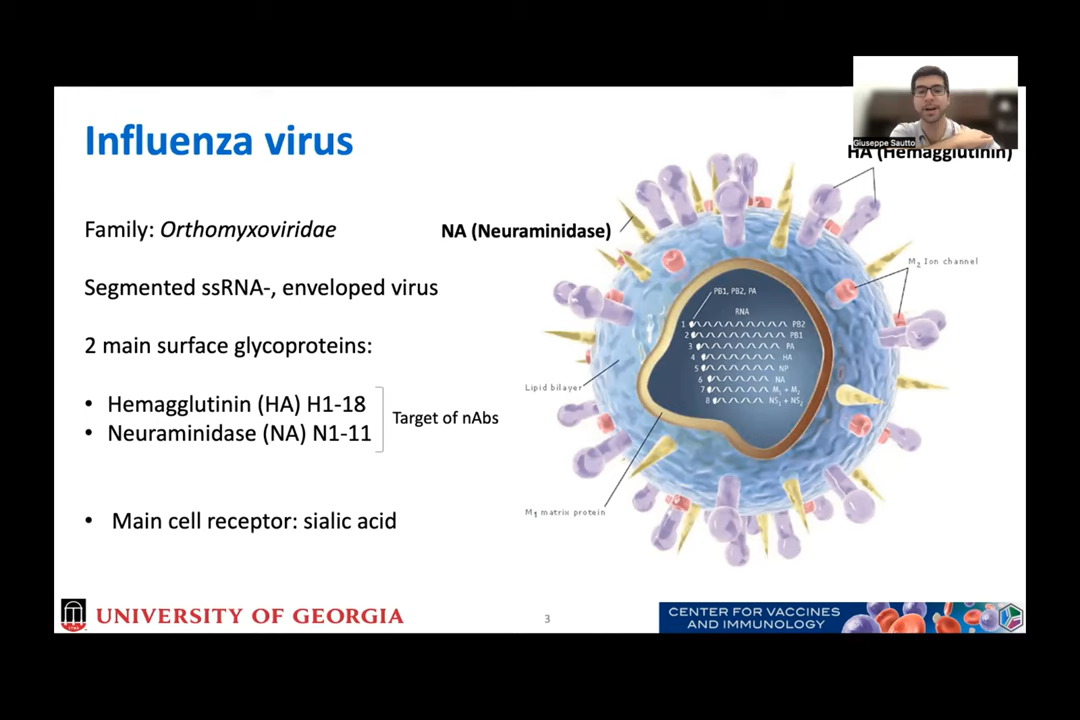 Giuseppe Sautto
HA (Hemagglutinin)
Influenza virus
Family: Orthomyxoviridae
NA (Neuraminidase)
Segmented ssRNA-, enveloped virus
2 main surface glycoproteins:
• Hemagglutinin (HA) H1-18
• Neuraminidase (NA) N1-11
Target of nAbs
• Main cell receptor: sialic acid
M2 Ion channel
PB1, PB2, PA
RNA
1 PB2
2 PB1
3 PA
4 HA
5 NP
6 NA
7 M1 + M2
8 NS1 + NS2
Lipid bilayer
M1 matrix protein
UNIVERSITY OF GEORGIA
3
CENTER FOR VACCINES
AND IMMUNOLOGY